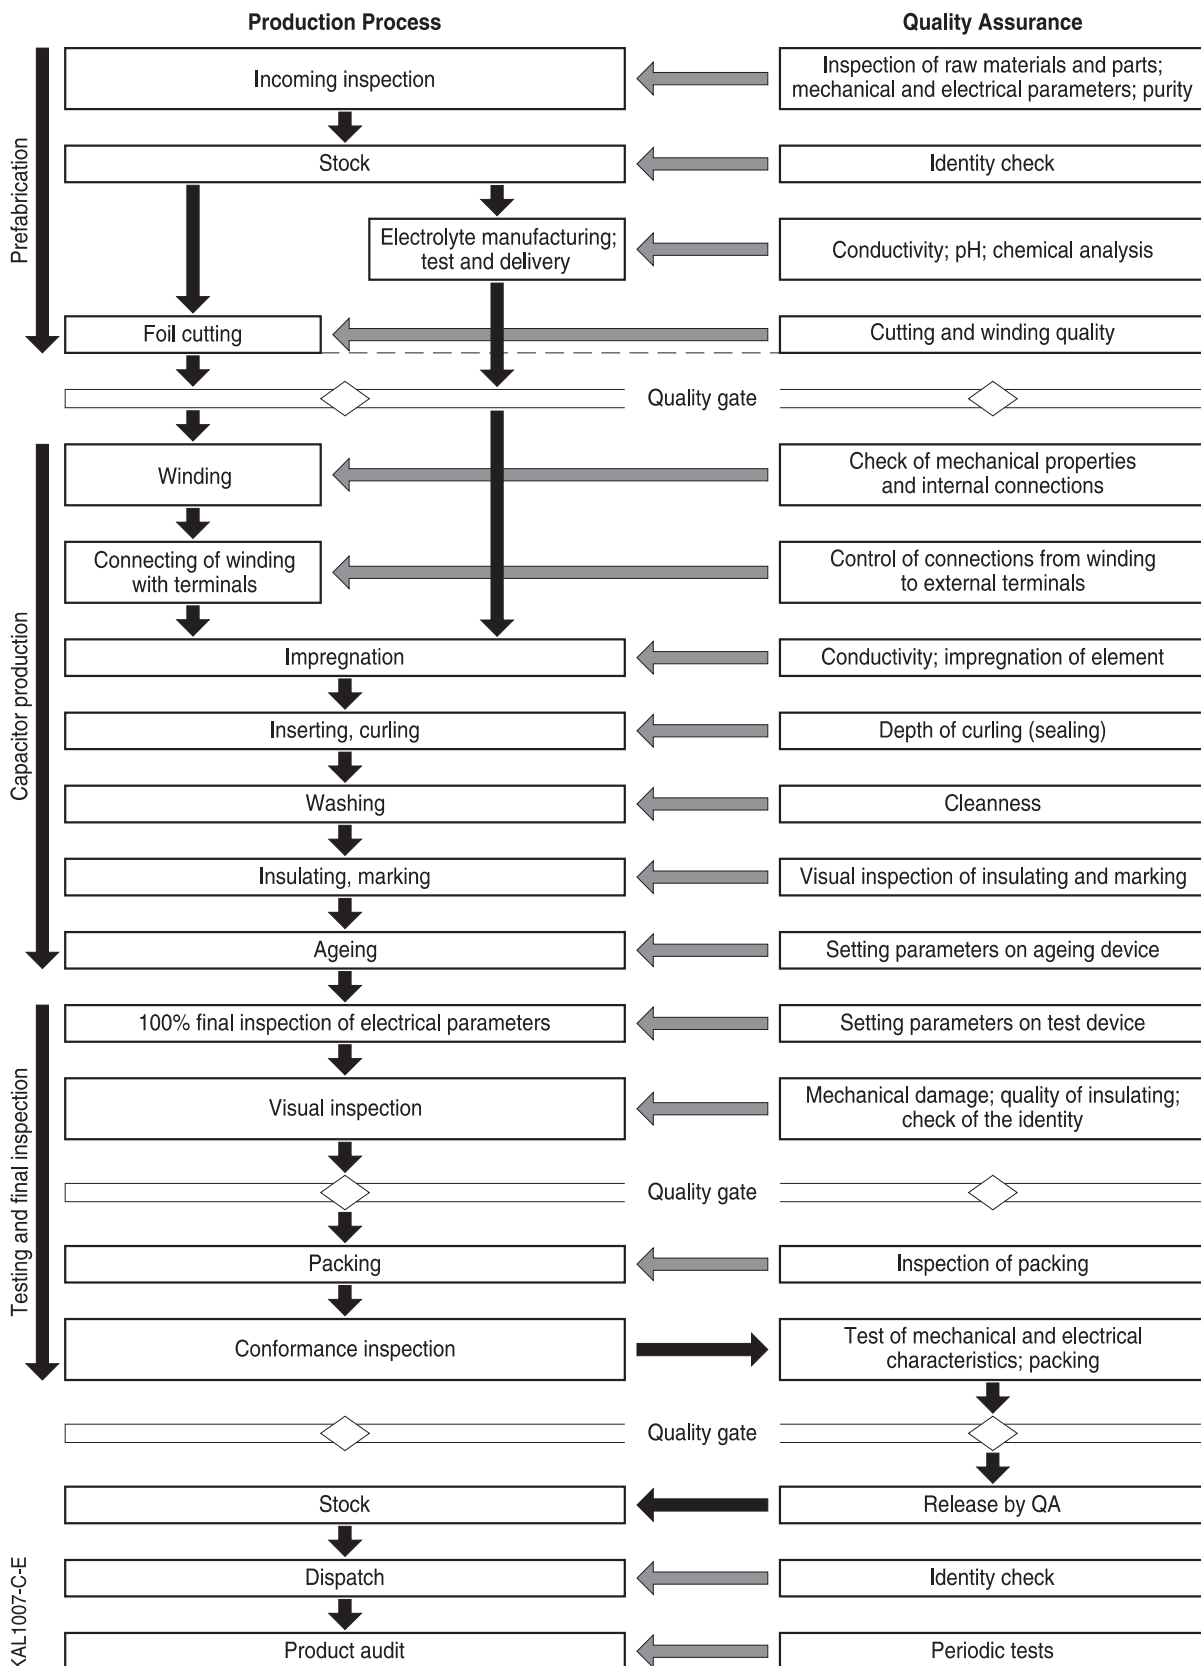 Production Process
Quality Assurance
Prefabrication
Incoming inspection
Inspection of raw materials and parts;
mechanical and electrical parameters; purity
Stock
Identity check
Electrolyte manufacturing;
test and delivery
Conductivity; pH; chemical analysis
Foil cutting
Cutting and winding quality
Quality gate
Capacitor production
Winding
Check of mechanical properties
and internal connections
Connecting of winding
with terminals
Control of connections from winding
to external terminals
Impregnation
Conductivity; impregnation of element
Inserting, curling
Depth of curling (sealing)
Washing
Cleanness
Insulating, marking
Visual inspection of insulating and marking
Ageing
Setting parameters on ageing device
Testing and final inspection
100% final inspection of electrical parameters
Setting parameters on test device
Visual inspection
Mechanical damage; quality of insulating;
check of the identity
Quality gate
Packing
Inspection of packing
Conformance inspection
Test of mechanical and electrical
characteristics; packing
Quality gate
Stock
Release by QA
Dispatch
Identity check
Product audit
Periodic tests
KAL1007-C-E